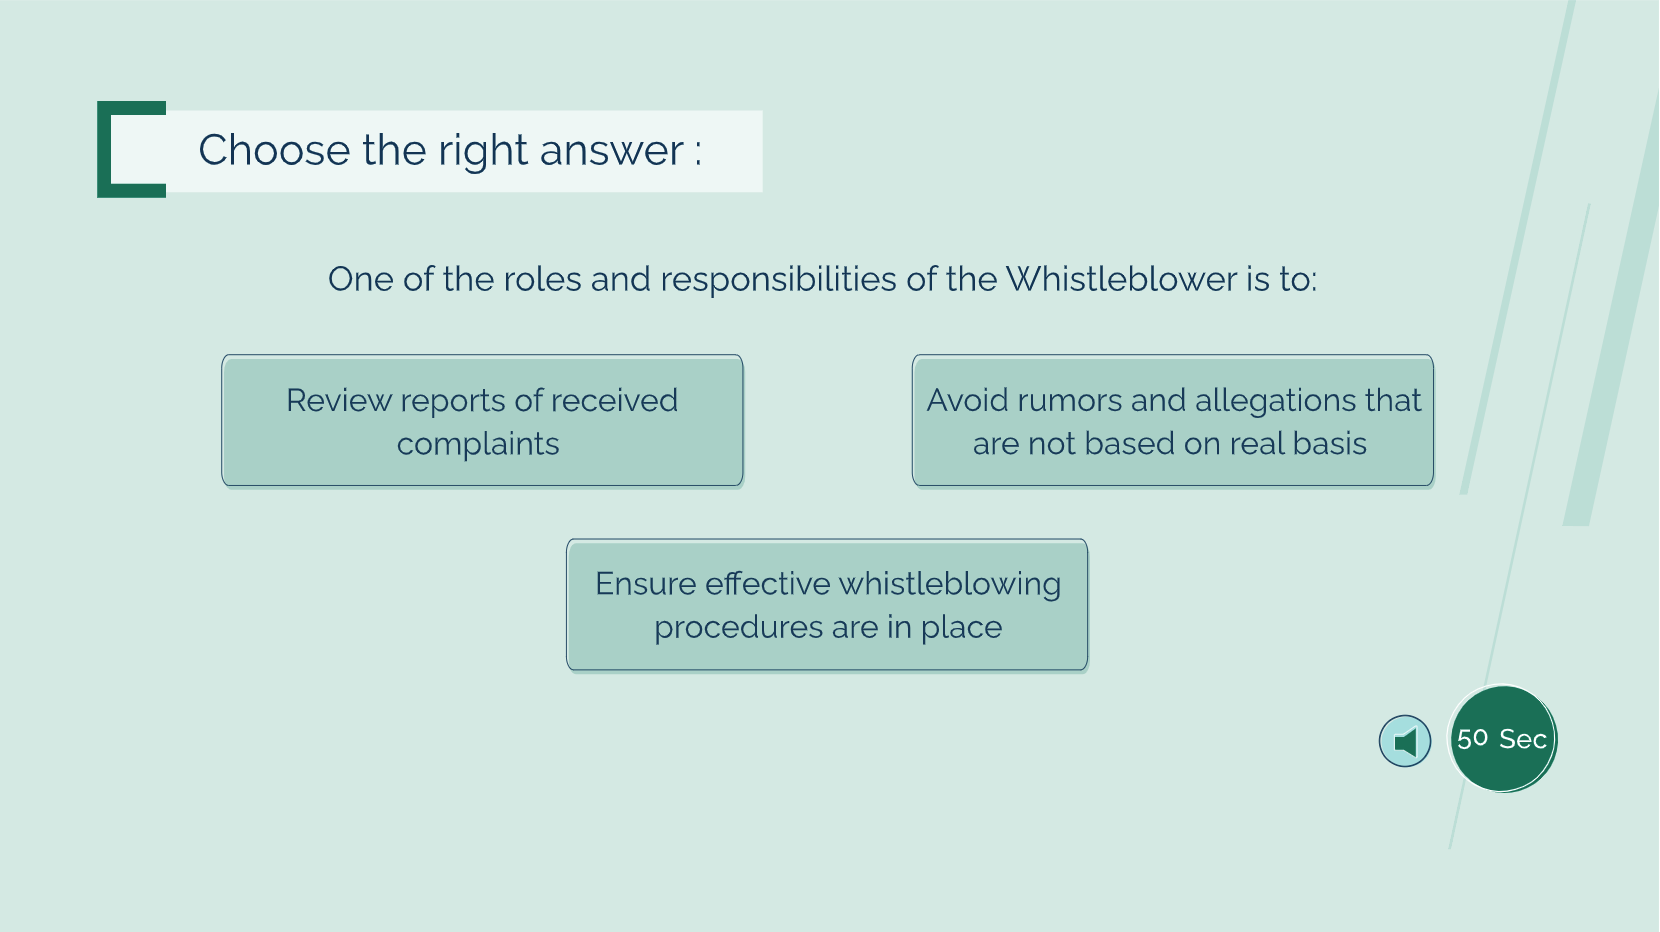 Choose the right answer :
One of the roles and responsibilities of the Whistleblower is to:
Review reports of received
complaints
Avoid rumors and allegations that
are not based on real basis
Ensure effective whistleblowing
procedures are in place
50 Sec